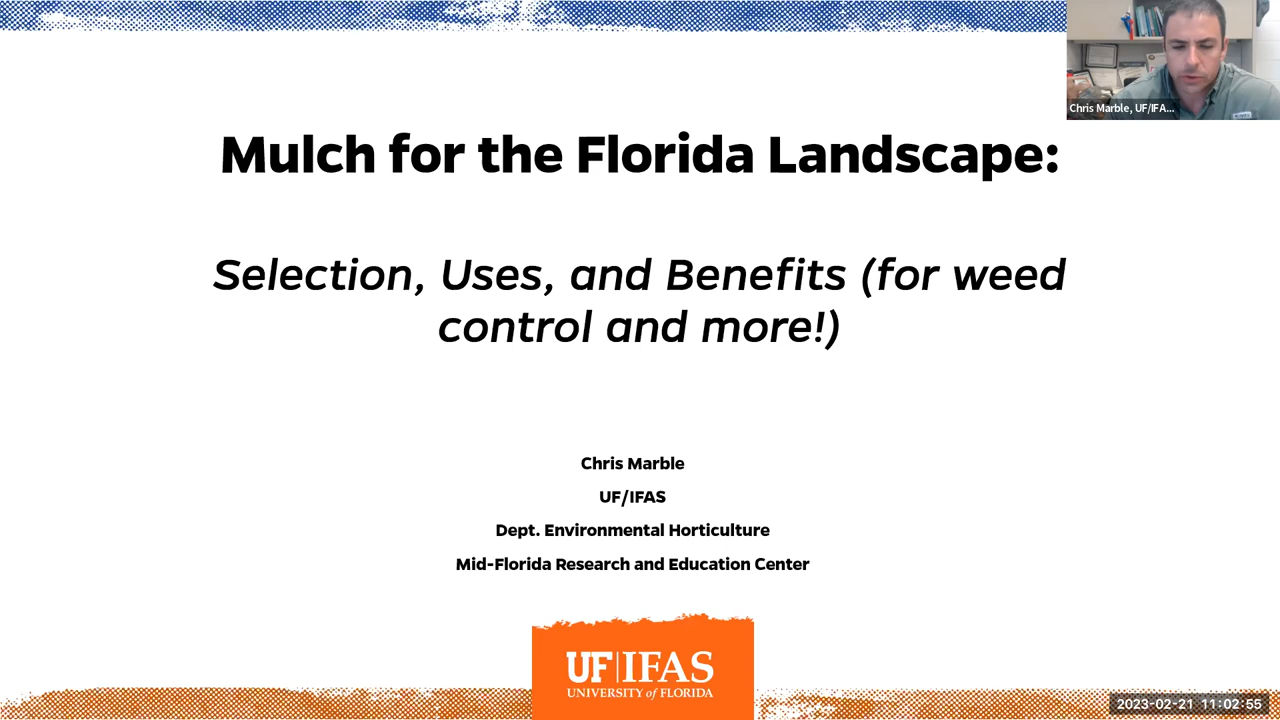 Chris Marble, UF/IFA...
Mulch for the Florida Landscape:
Selection, Uses, and Benefits (for weed
control and more!)
Chris Marble
UF/IFAS
Dept. Environmental Horticulture
Mid-Florida Research and Education Center
UF|IFAS
UNIVERSITY of FLORIDA
2023-02-21 11:02:55